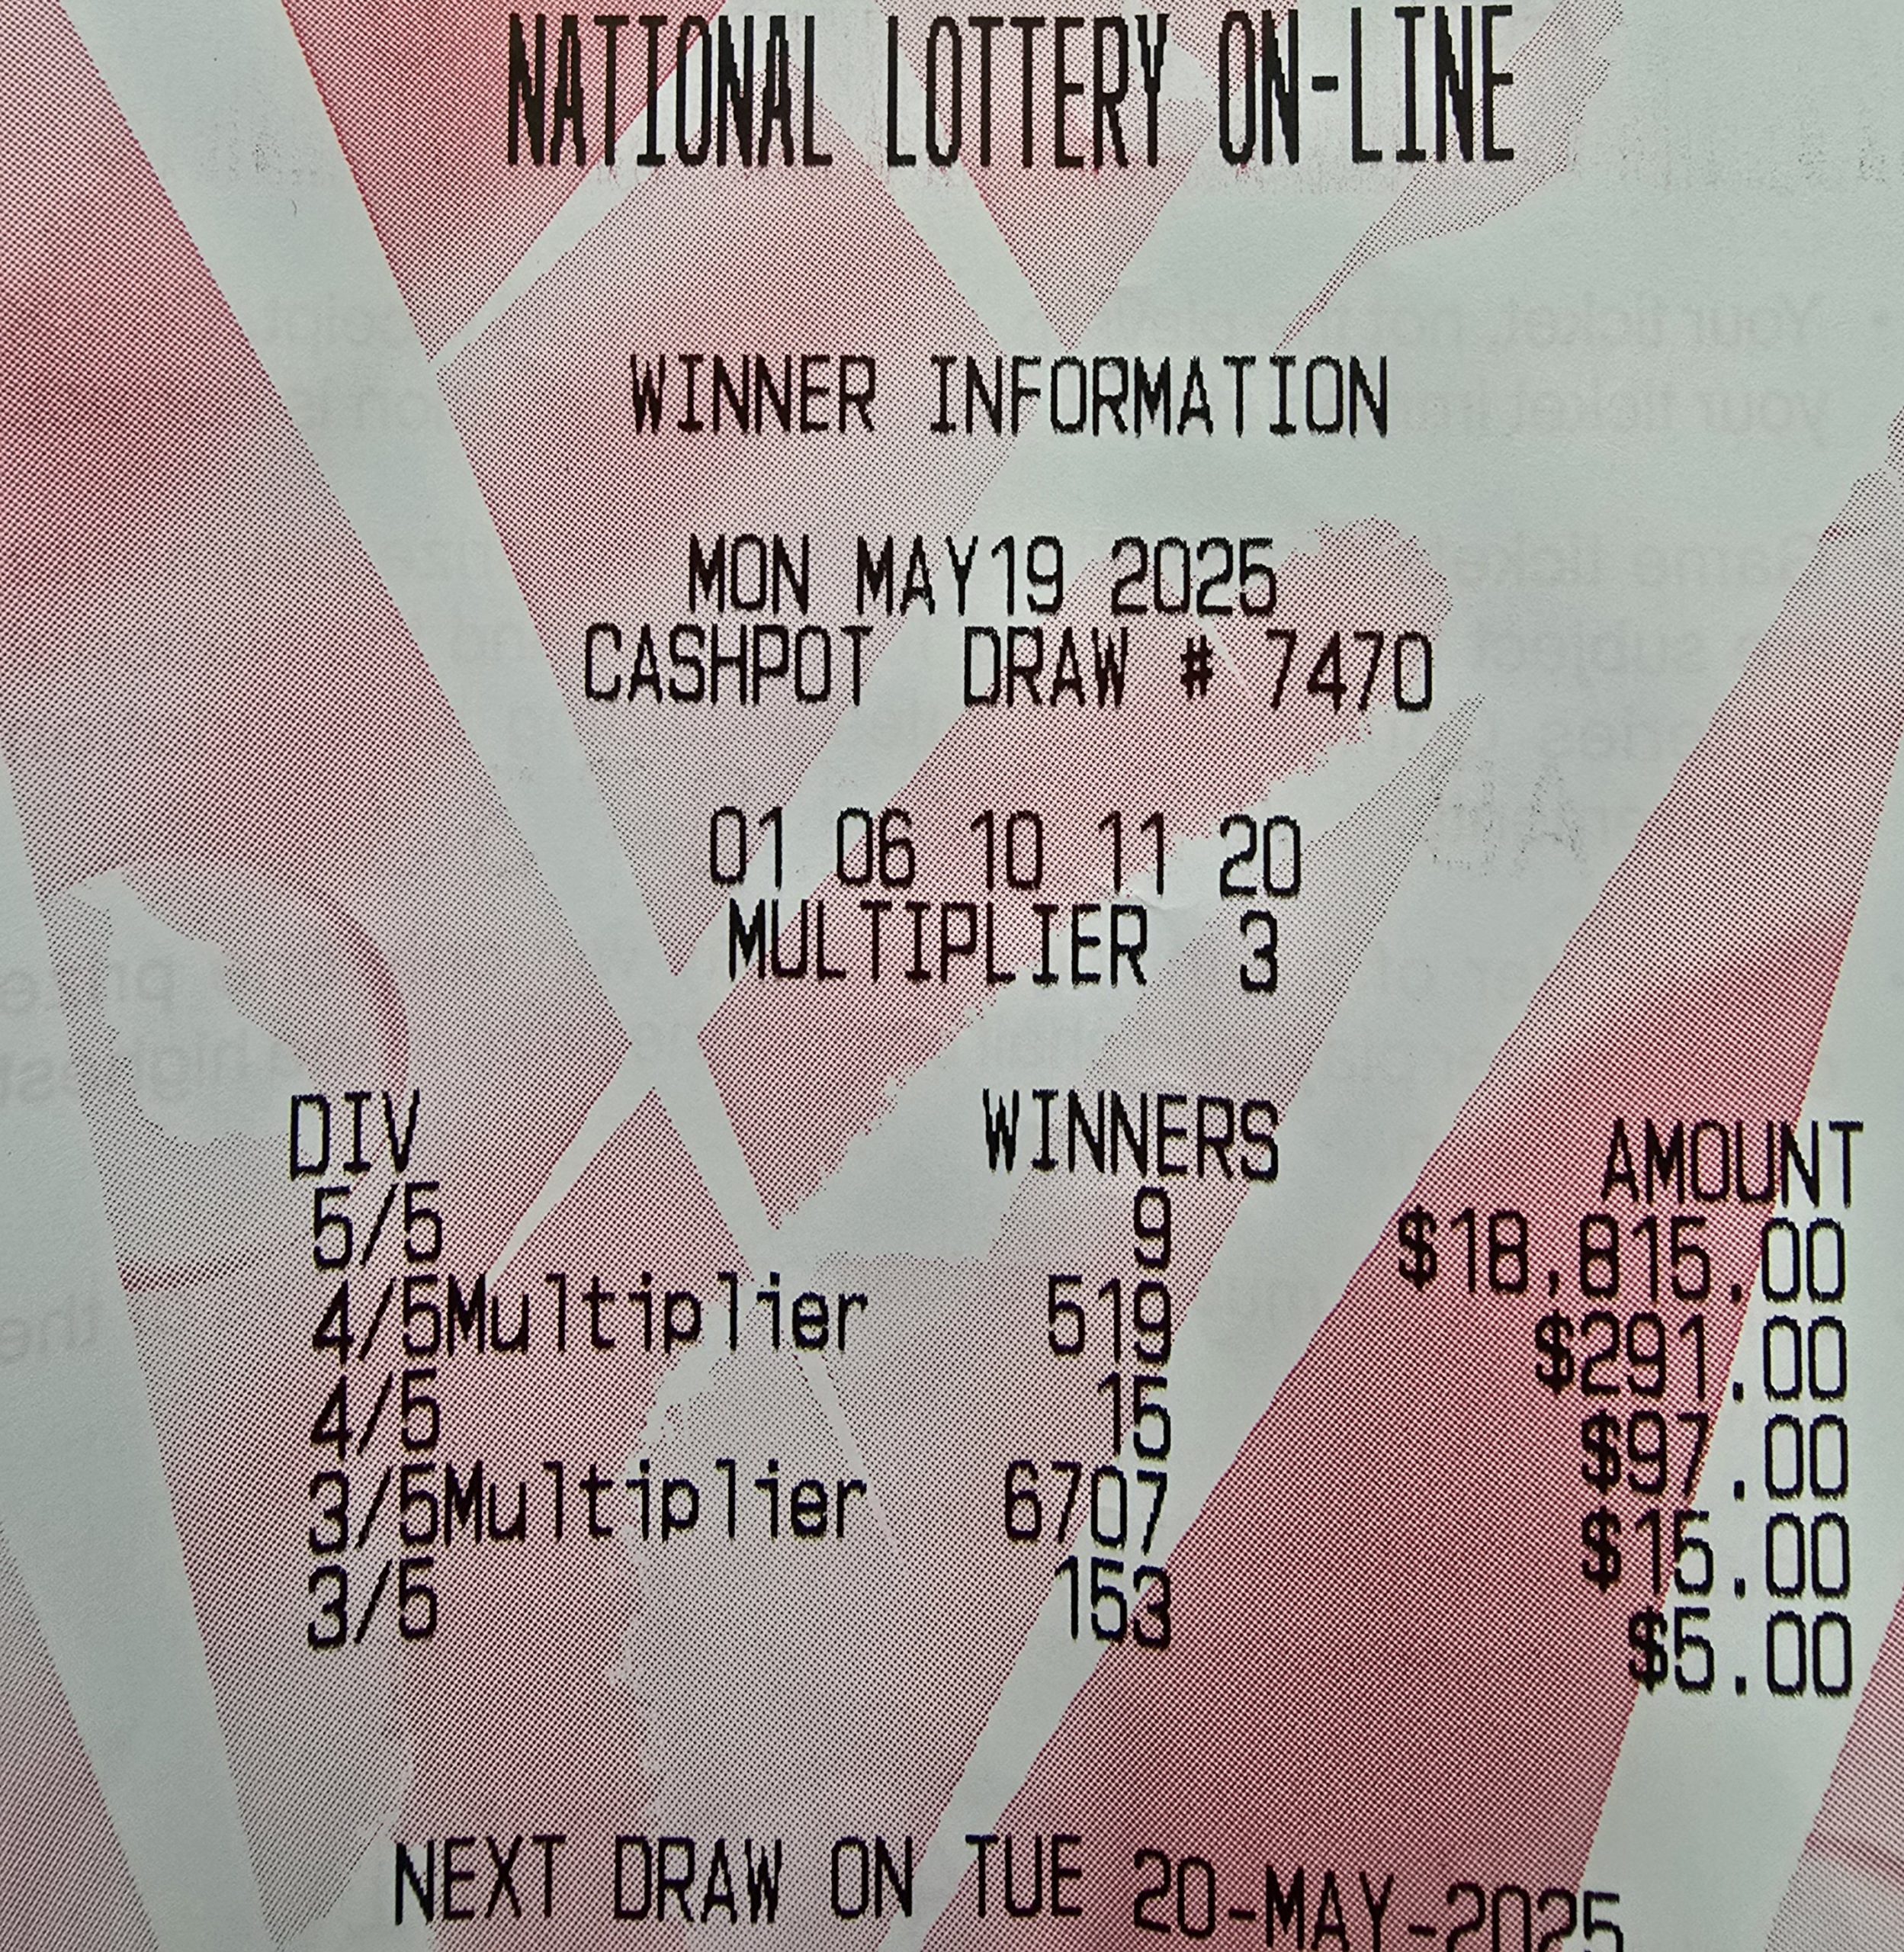 NATIONAL LOTTERY ON-LINE
WINNER INFORMATION
MON MAY19 2025
CASHPOT DRAW # 7470
01 06 10 11 20
MULTIPLIER 3
DIV WINNERS AMOUNT
5/5 9 $18,815.00
4/5Multiplier 519 $291.00
4/5 15 $97.00
3/5Multiplier 6707 $15.00
3/5 153 $5.00
NEXT DRAW ON TUE 20-MAY-2025